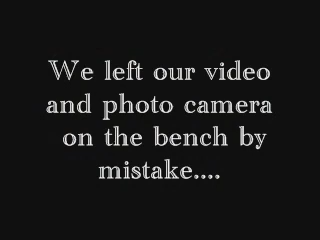 We left our video
and photo camera
on the bench by
mistake....